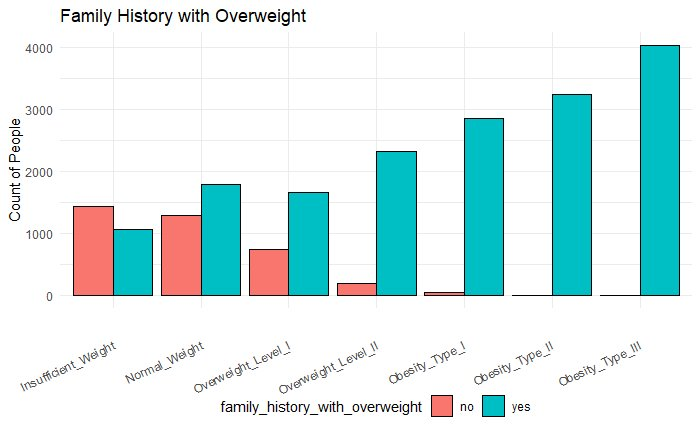 Family History with Overweight
Count of People
4000
3000
2000
1000
0
Insufficient_Weight
Normal_Weight
Overweight_Level_I
Overweight_Level_II
Obesity_Type_I
Obesity_Type_II
Obesity_Type_III
family_history_with_overweight no yes